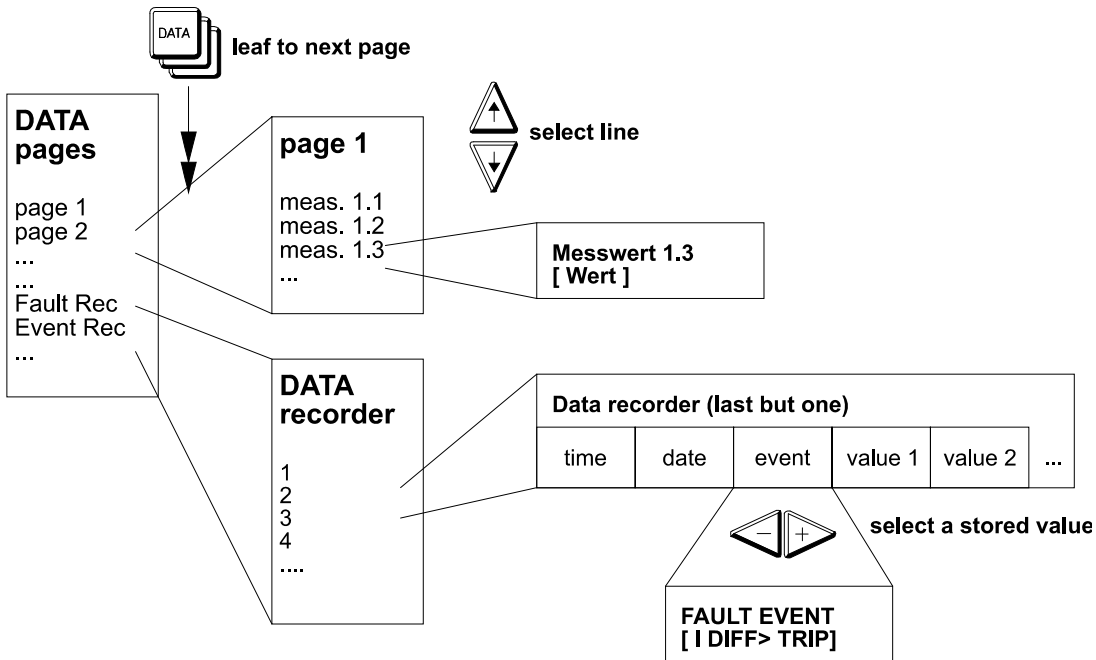 DATA
leaf to next page
DATA
pages
page 1
page 2
...
...
Fault Rec
Event Rec
...
page 1
meas. 1.1
meas. 1.2
meas. 1.3
...
select line
Messwert 1.3
[ Wert ]
DATA
recorder
1
2
3
4
....
Data recorder (last but one)
time date event value 1 value 2 ...
- +
select a stored value
FAULT EVENT
[ I DIFF> TRIP]